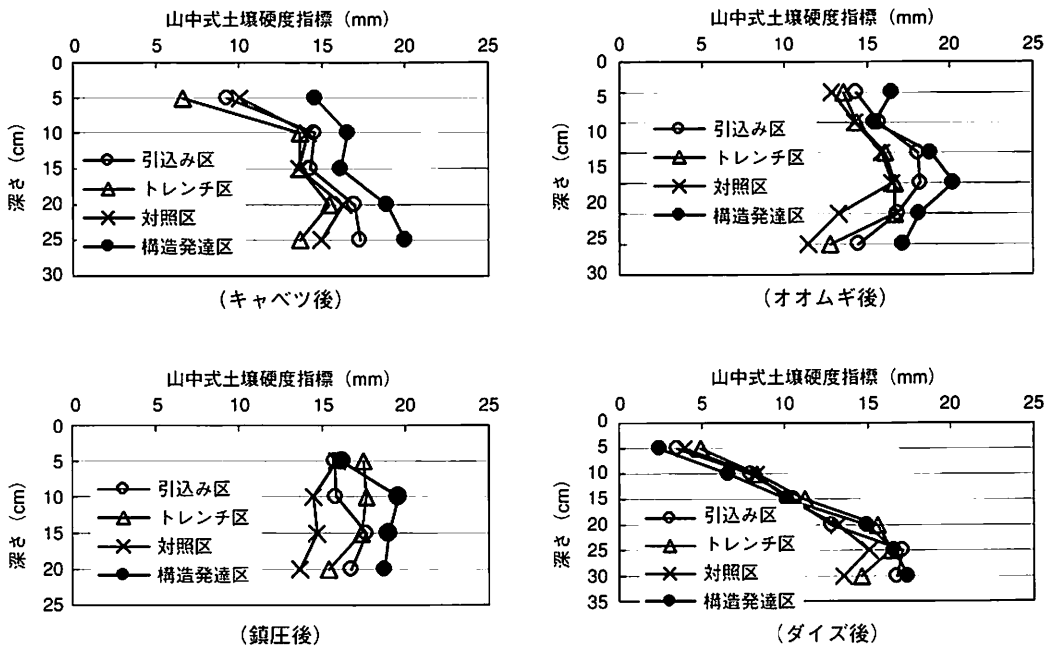 山中式土壌硬度指標（mm）
0 5 10 15 20 25
0
5
10
15
20
25
30
深さ（cm）
引込み区
トレンチ区
対照区
構造発達区
（キャベツ後）
山中式土壌硬度指標（mm）
0 5 10 15 20 25
0
5
10
15
20
25
30
深さ（cm）
引込み区
トレンチ区
対照区
構造発達区
（オオムギ後）
山中式土壌硬度指標（mm）
0 5 10 15 20 25
0
5
10
15
20
25
深さ（cm）
引込み区
トレンチ区
対照区
構造発達区
（鎮圧後）
山中式土壌硬度指標（mm）
0 5 10 15 20 25
0
5
10
15
20
25
30
35
深さ（cm）
引込み区
トレンチ区
対照区
構造発達区
（ダイズ後）